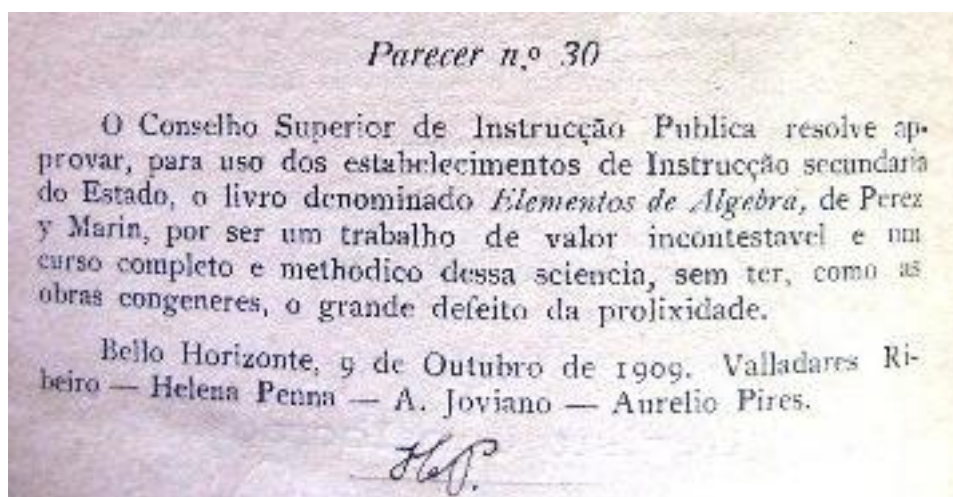 Parecer n.º 30
O Conselho Superior de Instrucção Publica resolve ap-
provar, para uso dos estabelecimentos de Instrucção secundaria
do Estado, o livro denominado Elementos de Algebra, de Perez
y Marin, por ser um trabalho de valor incontestavel e um
curso completo e methodico dessa sciencia, sem ter, como as
obras congeneres, o grande defeito da prolixidade.
Bello Horizonte, 9 de Outubro de 1909. Valladares Ri-
beiro — Helena Penna — A. Joviano — Aurelio Pires.